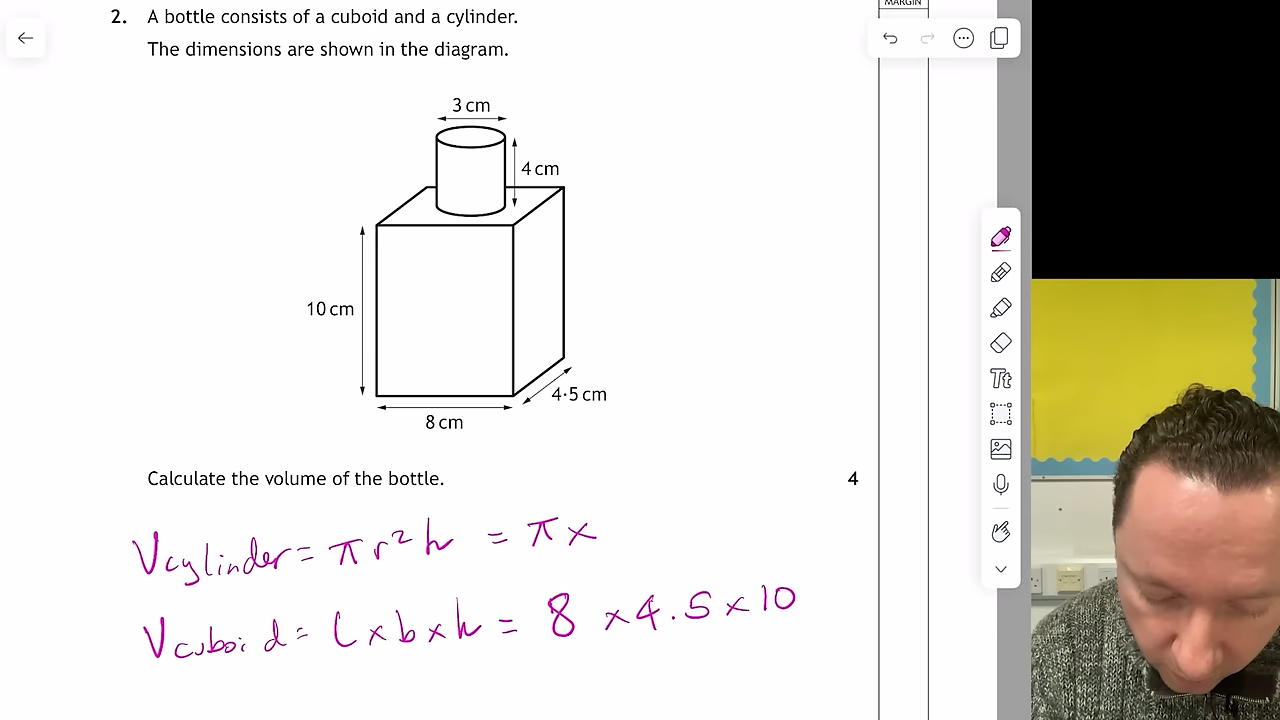 MARGIN
2. A bottle consists of a cuboid and a cylinder.
The dimensions are shown in the diagram.
3 cm
4 cm
10 cm
4·5 cm
8 cm
Calculate the volume of the bottle. 4
Vcylinder = πr²h = π×
Vcuboid = l×b×h = 8 ×4.5×10
Tt